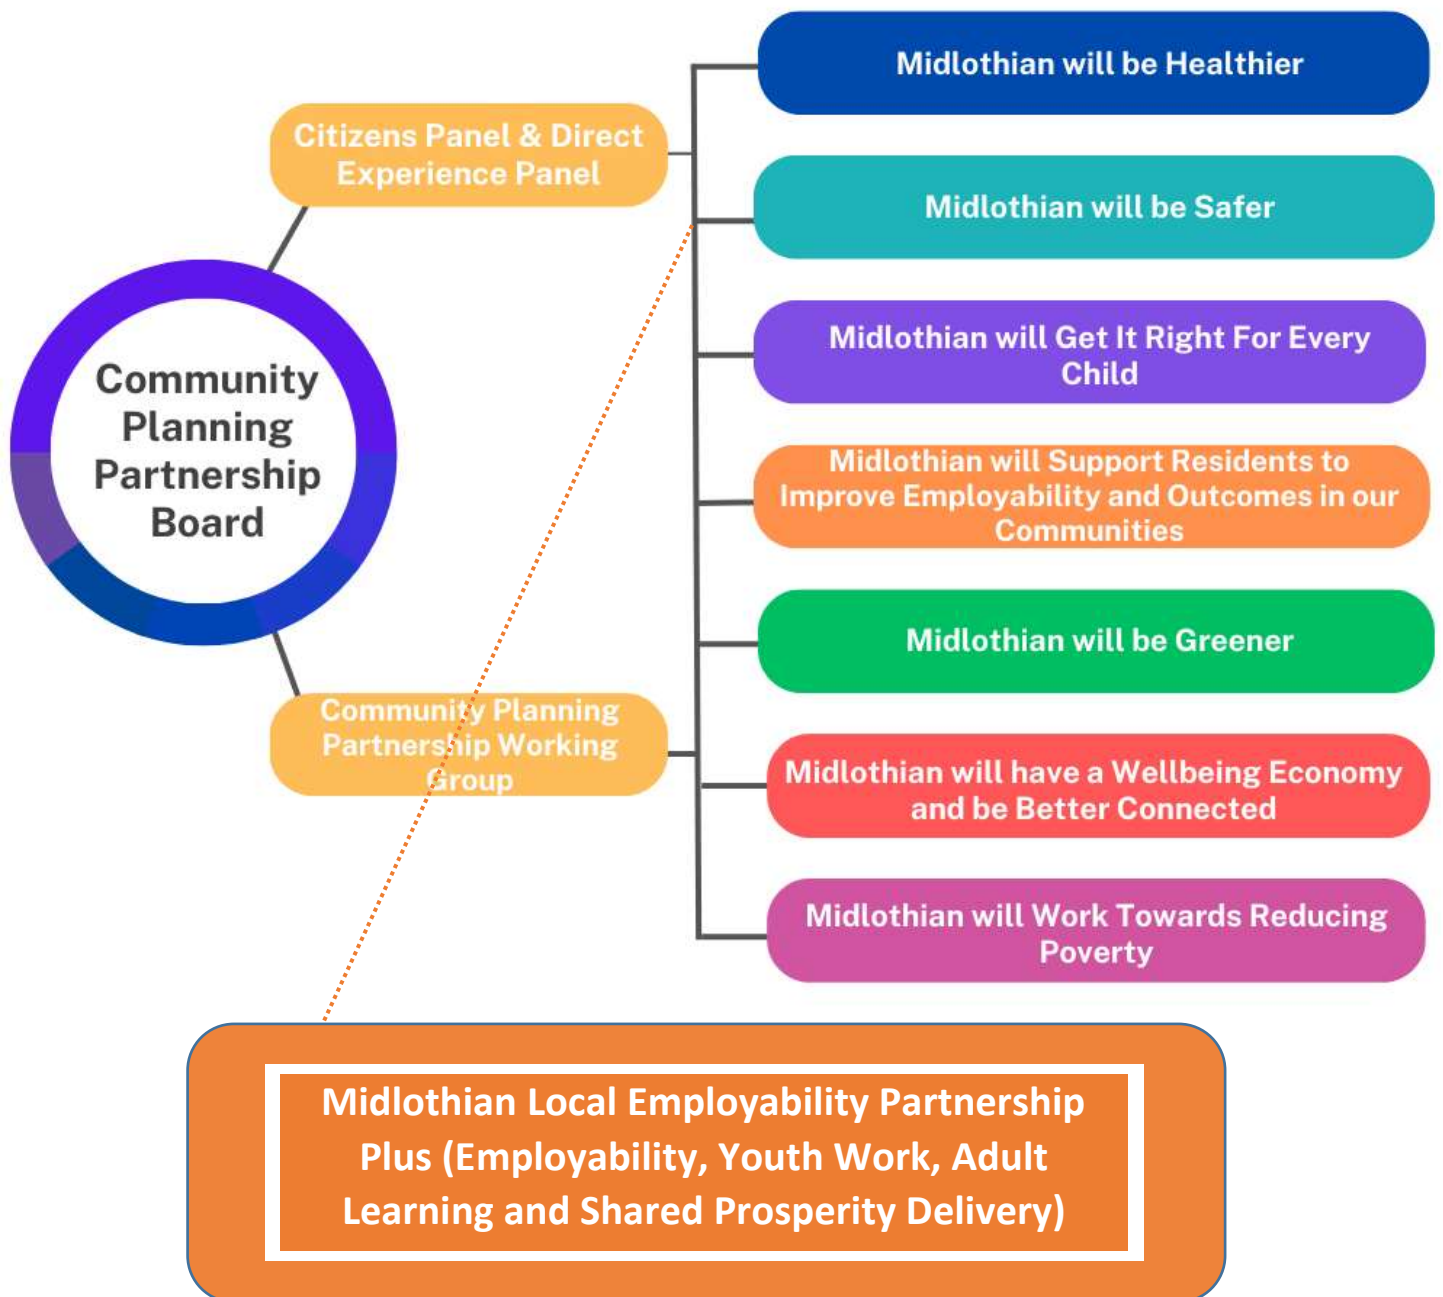 Midlothian will be Healthier
Citizens Panel & Direct
Experience Panel
Midlothian will be Safer
Midlothian will Get It Right For Every
Child
Community
Planning
Partnership
Board
Midlothian will Support Residents to
Improve Employability and Outcomes in our
Communities
Midlothian will be Greener
Community Planning
Partnership Working
Group
Midlothian will have a Wellbeing Economy
and be Better Connected
Midlothian will Work Towards Reducing
Poverty
Midlothian Local Employability Partnership
Plus (Employability, Youth Work, Adult
Learning and Shared Prosperity Delivery)